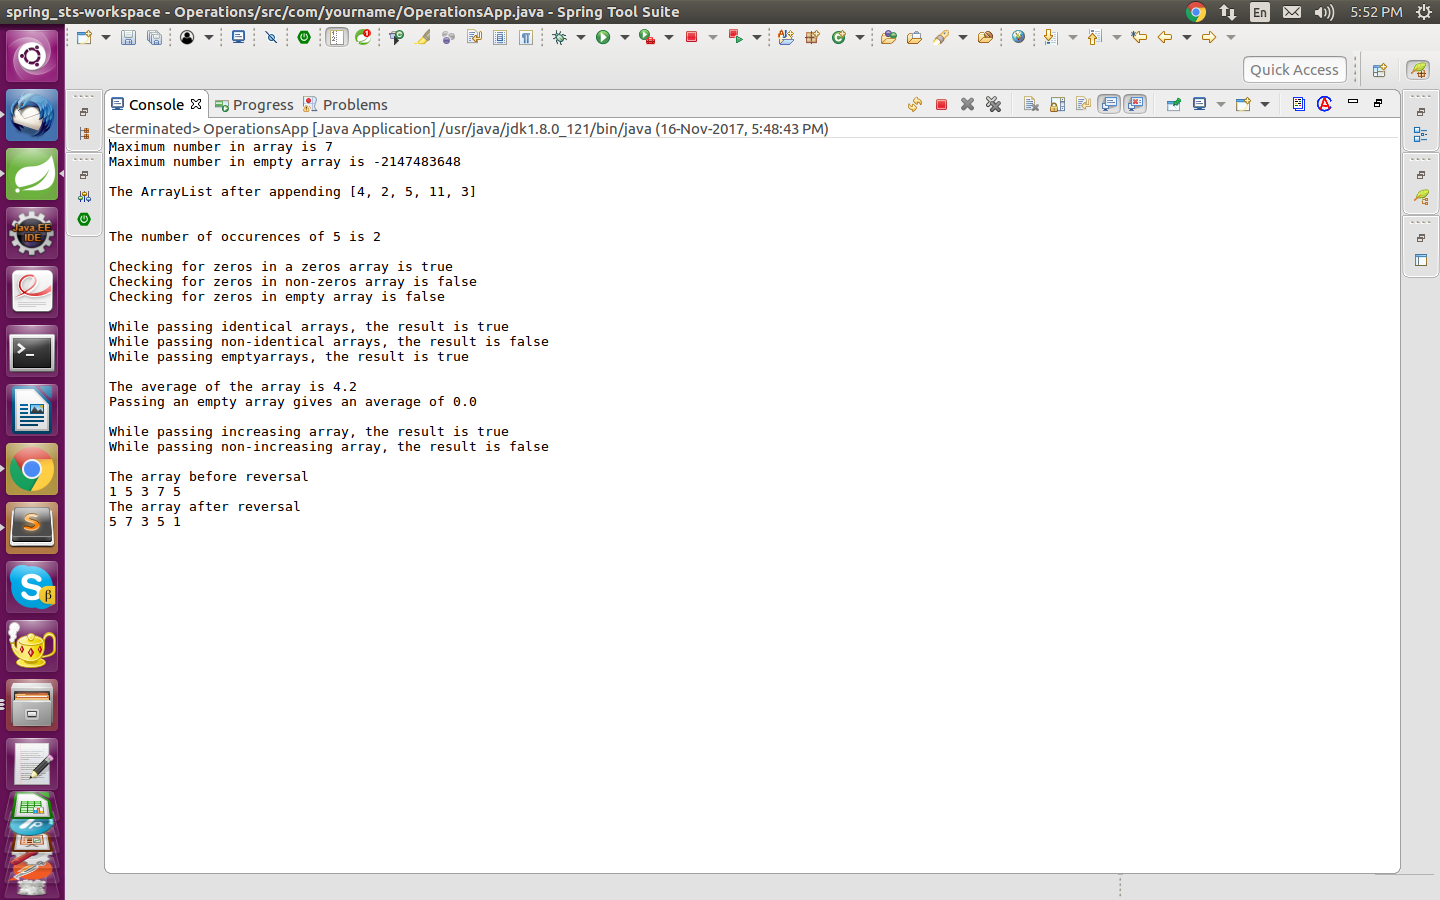 spring_sts-workspace - Operations/src/com/yourname/OperationsApp.java - Spring Tool Suite
En
5:52 PM
Quick Access
Console
Progress
Problems
<terminated> OperationsApp [Java Application] /usr/java/jdk1.8.0_121/bin/java (16-Nov-2017, 5:48:43 PM)
Maximum number in array is 7
Maximum number in empty array is -2147483648
The ArrayList after appending [4, 2, 5, 11, 3]
The number of occurences of 5 is 2
Checking for zeros in a zeros array is true
Checking for zeros in non-zeros array is false
Checking for zeros in empty array is false
While passing identical arrays, the result is true
While passing non-identical arrays, the result is false
While passing emptyarrays, the result is true
The average of the array is 4.2
Passing an empty array gives an average of 0.0
While passing increasing array, the result is true
While passing non-increasing array, the result is false
The array before reversal
1 5 3 7 5
The array after reversal
5 7 3 5 1
Java EE
IDE
S
S
β